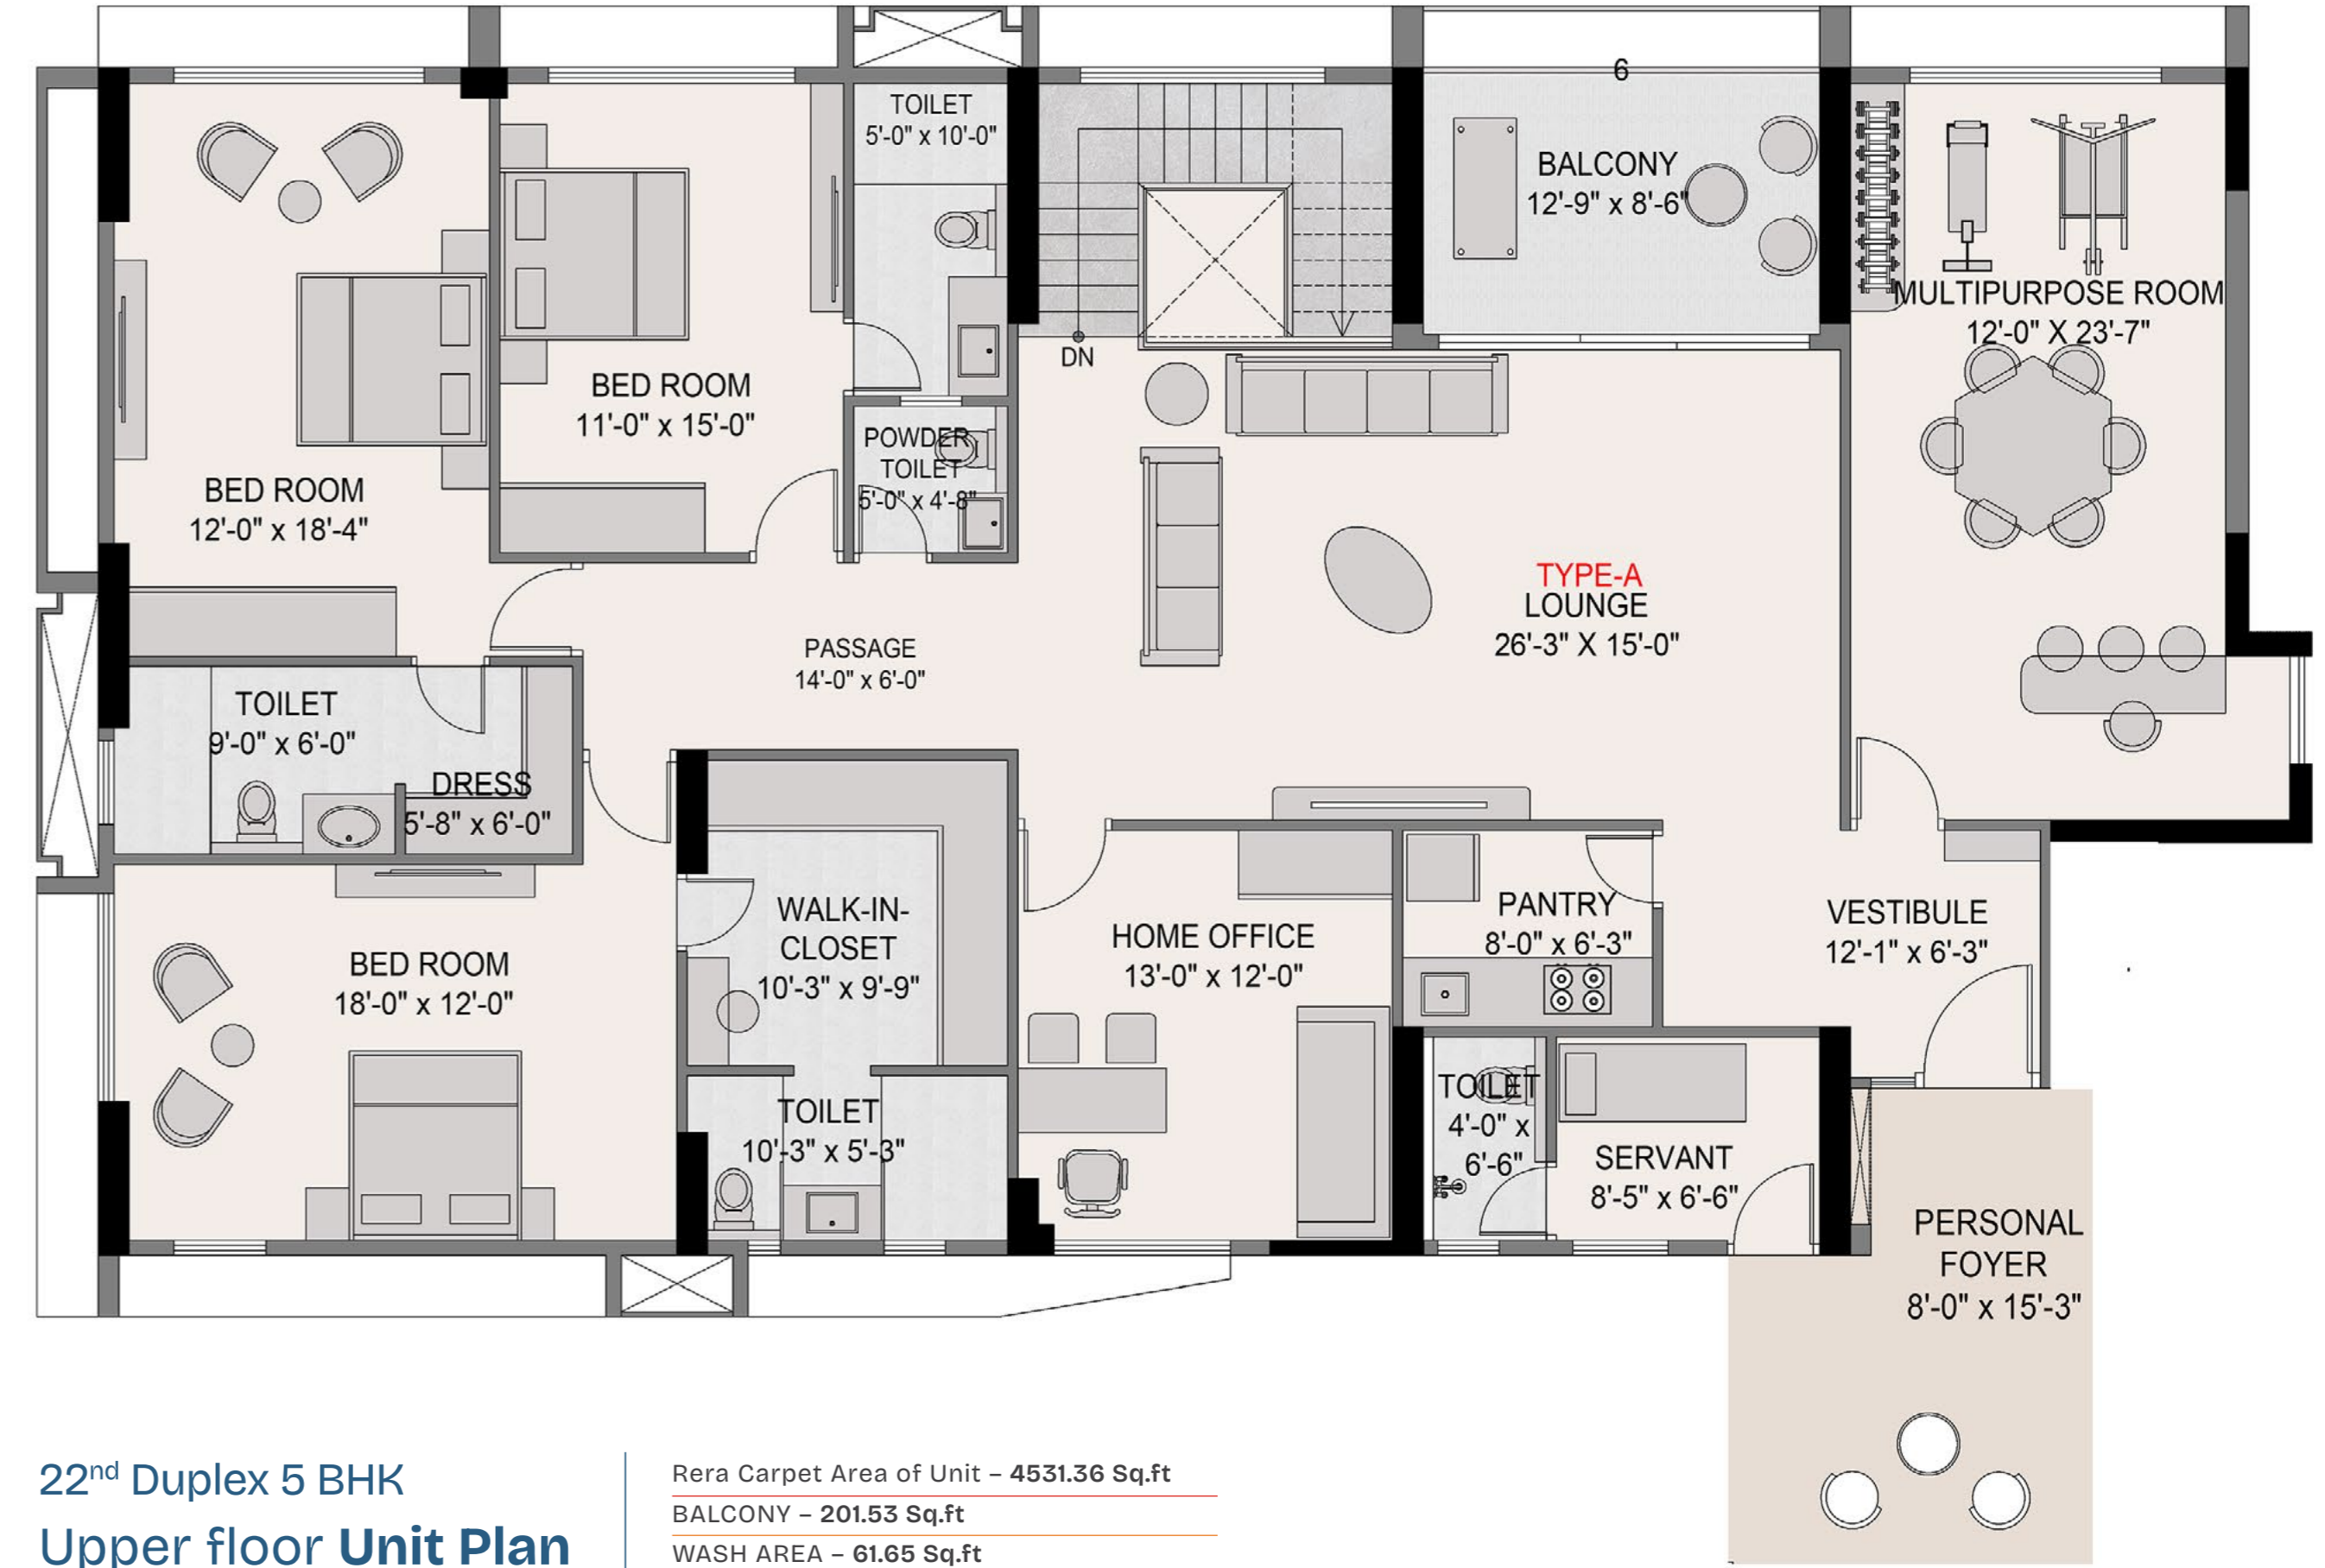 6
TOILET
5'-0" x 10'-0"
BALCONY
12'-9" x 8'-6"
MULTIPURPOSE ROOM
12'-0" X 23'-7"
DN
BED ROOM
11'-0" x 15'-0"
POWDER
TOILET
5'-0" x 4'-8"
BED ROOM
12'-0" x 18'-4"
TYPE-A
LOUNGE
26'-3" X 15'-0"
PASSAGE
14'-0" x 6'-0"
TOILET
9'-0" x 6'-0"
DRESS
5'-8" x 6'-0"
WALK-IN-
CLOSET
10'-3" x 9'-9"
HOME OFFICE
13'-0" x 12'-0"
PANTRY
8'-0" x 6'-3"
VESTIBULE
12'-1" x 6'-3"
BED ROOM
18'-0" x 12'-0"
TOILET
10'-3" x 5'-3"
TOILET
4'-0" x
6'-6"
SERVANT
8'-5" x 6'-6"
PERSONAL
FOYER
8'-0" x 15'-3"
22nd Duplex 5 BHK
Upper floor Unit Plan
Rera Carpet Area of Unit – 4531.36 Sq.ft
BALCONY – 201.53 Sq.ft
WASH AREA – 61.65 Sq.ft